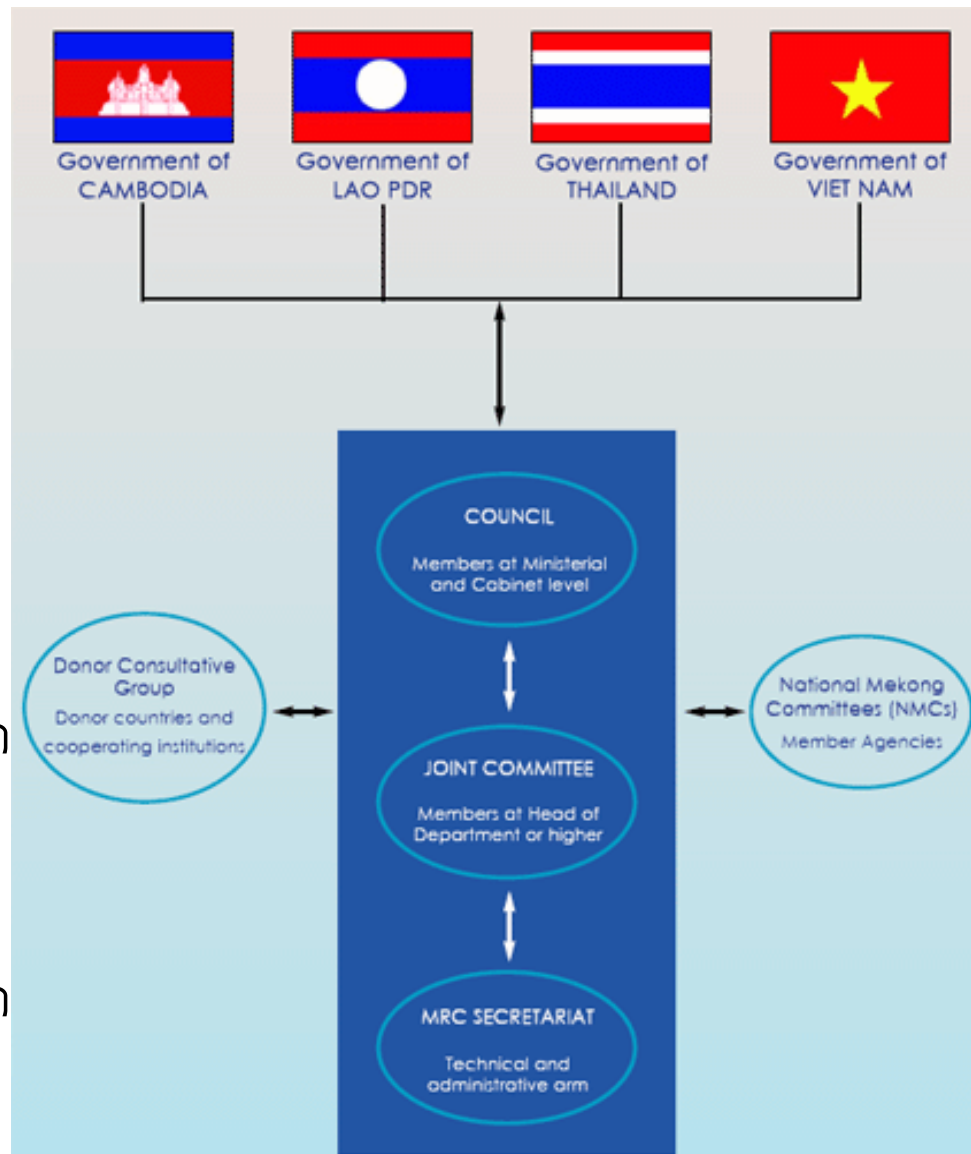 Government of
CAMBODIA
Government of
LAO PDR
Government of
THAILAND
Government of
VIET NAM
COUNCIL
Members at Ministerial
and Cabinet level
Donor Consultative
Group
Donor countries and
cooperating institutions
National Mekong
Committees (NMCs)
Member Agencies
JOINT COMMITTEE
Members at Head of
Department or higher
MRC SECRETARIAT
Technical and
administrative arm